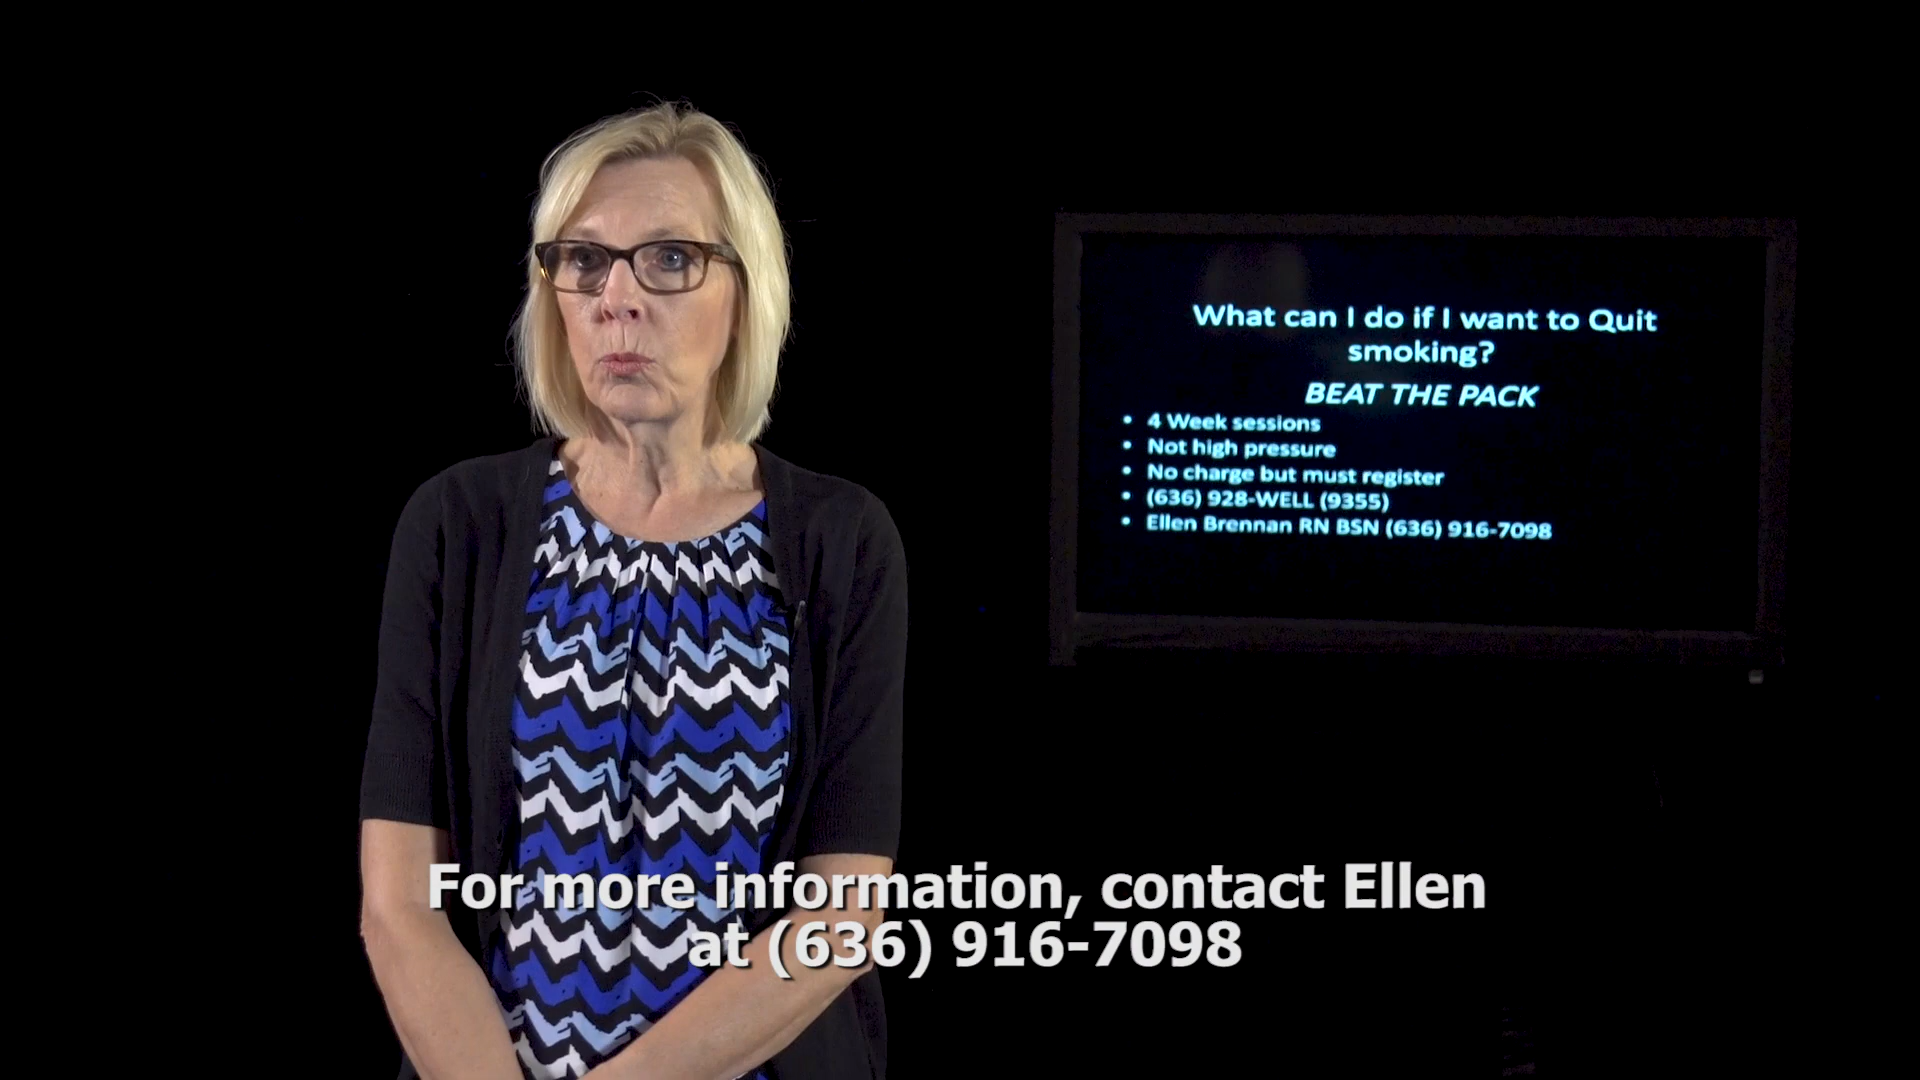 What can I do if I want to Quit
smoking?
BEAT THE PACK
• 4 Week sessions
• Not high pressure
• No charge but must register
• (636) 928-WELL (9355)
• Ellen Brennan RN BSN (636) 916-7098
For more information, contact Ellen
at (636) 916-7098